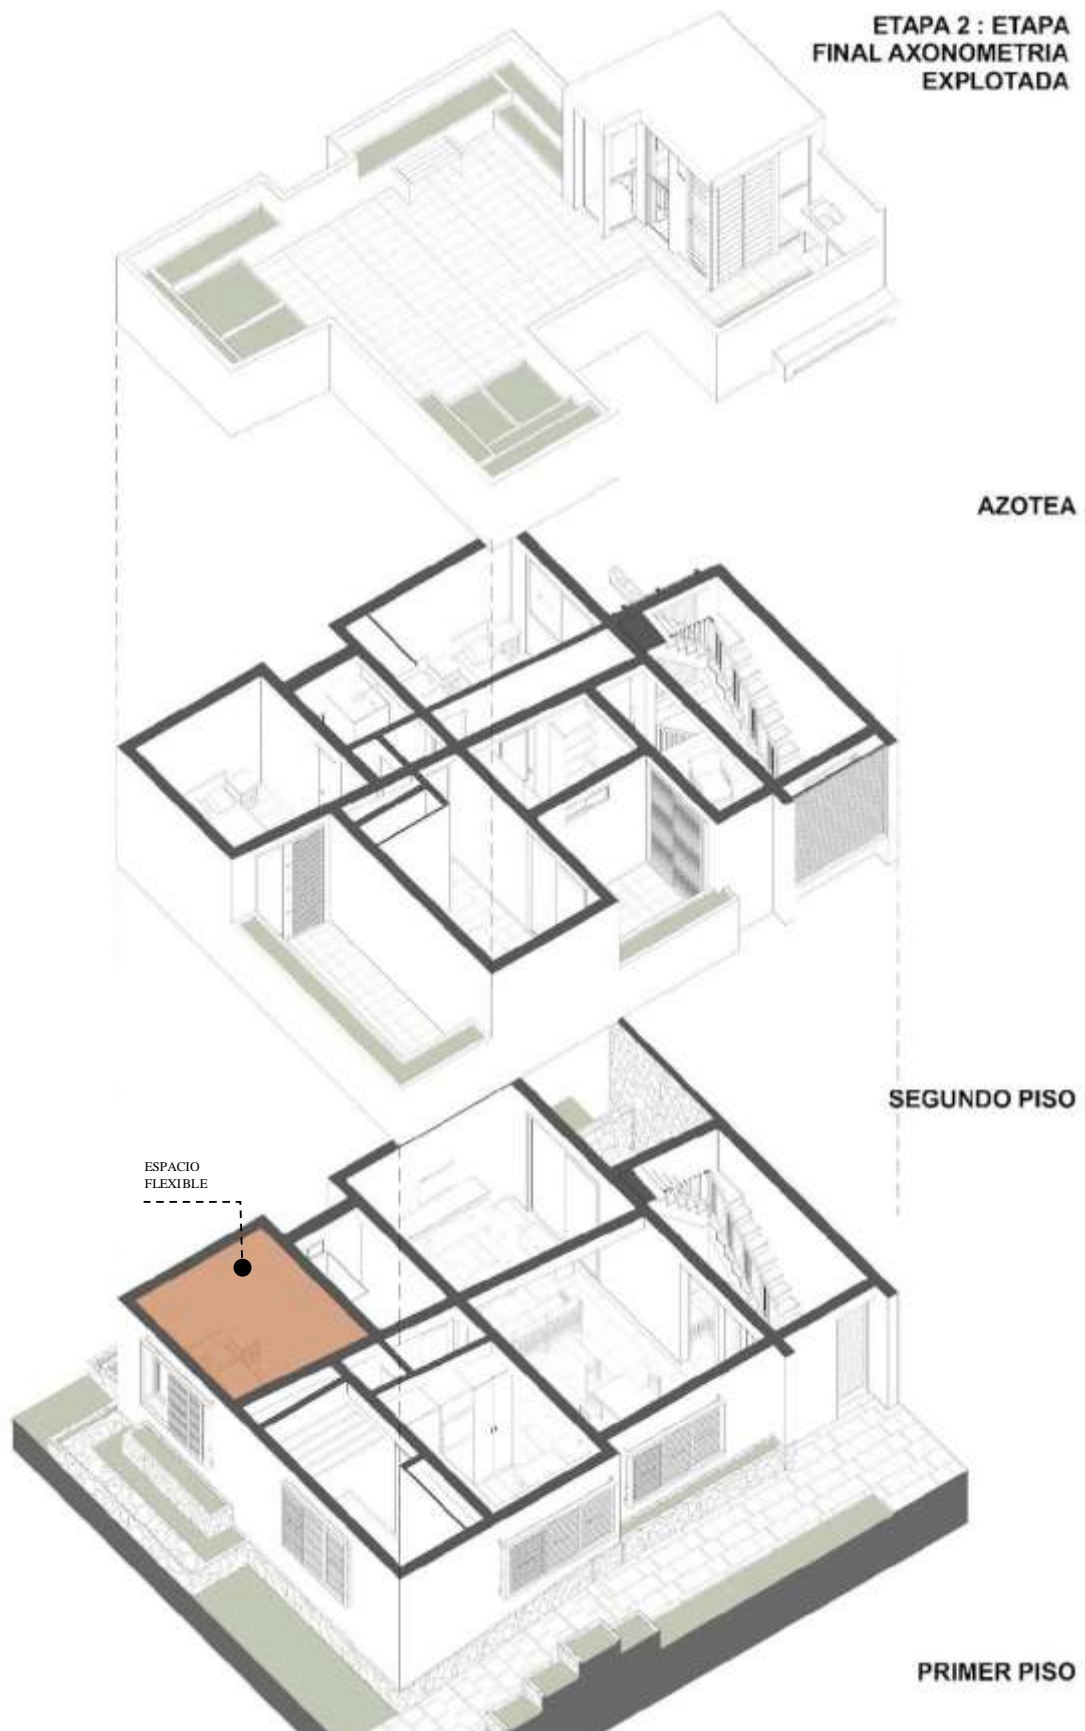 ETAPA 2 : ETAPA
FINAL AXONOMETRIA
EXPLOTADA
AZOTEA
SEGUNDO PISO
ESPACIO
FLEXIBLE
PRIMER PISO